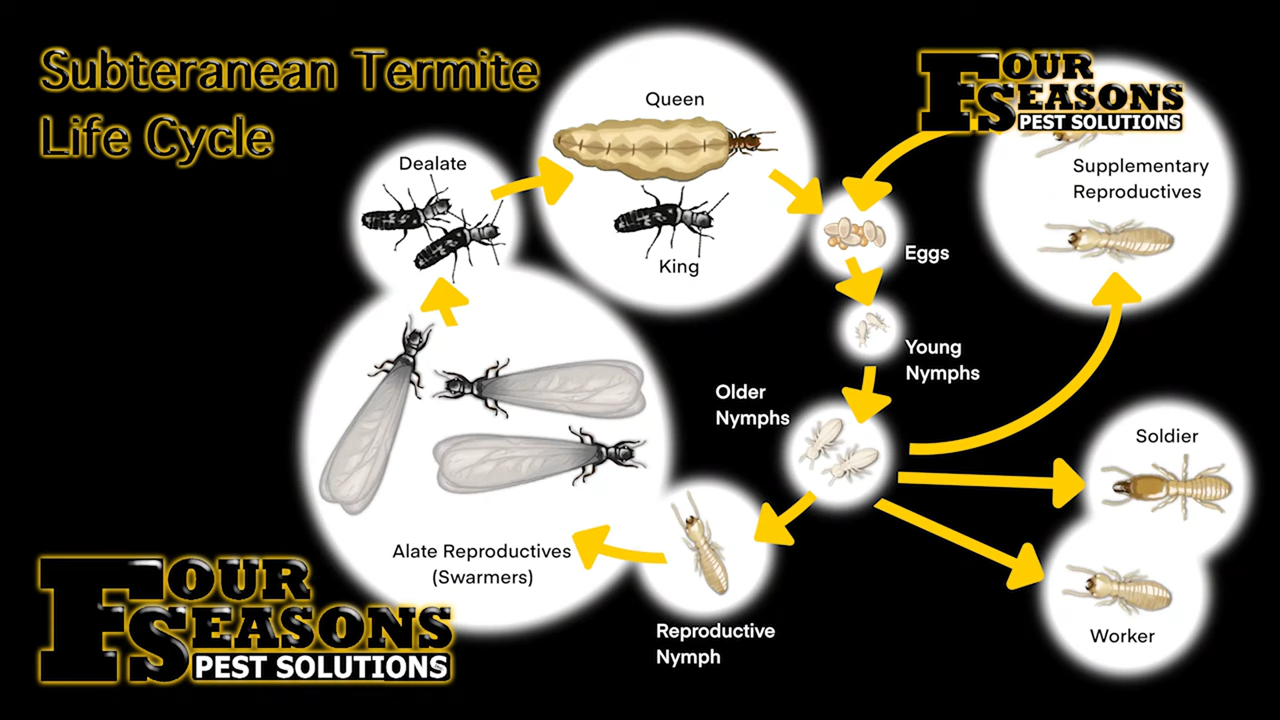 Subteranean Termite
Life Cycle
FOUR
SEASONS
PEST SOLUTIONS
Queen
Dealate
Supplementary
Reproductives
King
Eggs
Young
Nymphs
Older
Nymphs
Soldier
Alate Reproductives
(Swarmers)
Reproductive
Nymph
Worker
FOUR
SEASONS
PEST SOLUTIONS